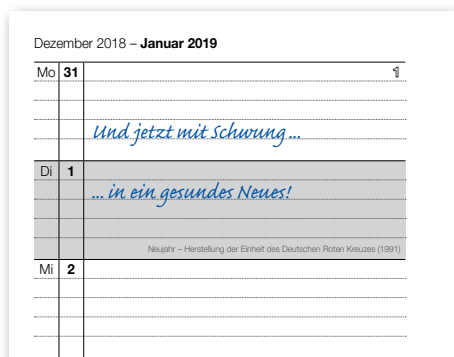 Dezember 2018 – Januar 2019
Mo 31 1
Und jetzt mit Schwung ...
Di 1
... in ein gesundes Neues!
Neujahr – Herstellung der Einheit des Deutschen Roten Kreuzes (1991)
Mi 2